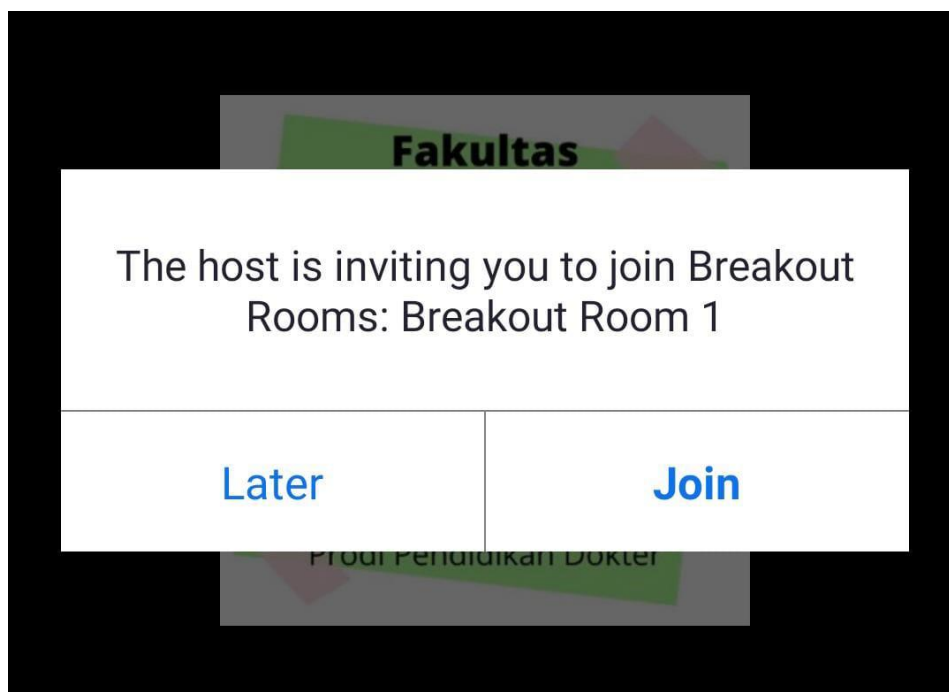 Fakultas
The host is inviting you to join Breakout
Rooms: Breakout Room 1
Later
Join
Prodi Pendidikan Dokter